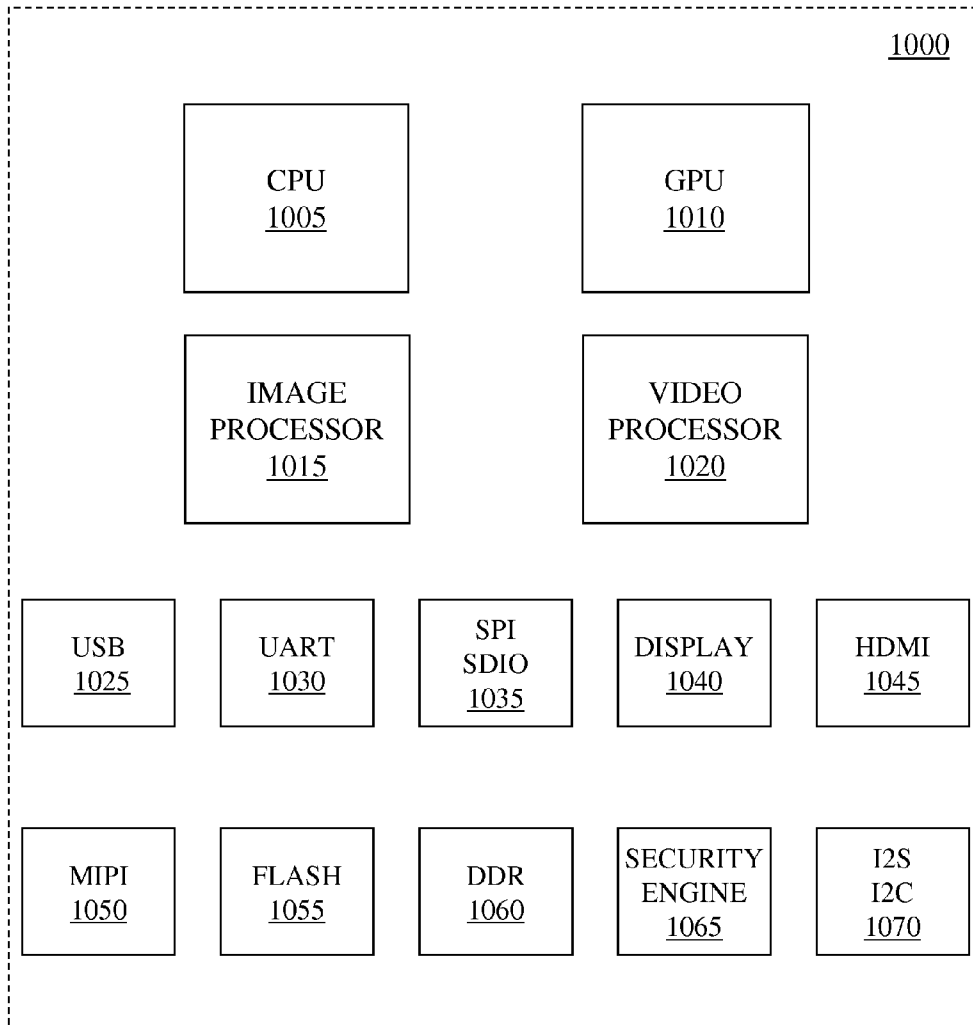 1000
CPU
1005
GPU
1010
IMAGE
PROCESSOR
1015
VIDEO
PROCESSOR
1020
USB
1025
UART
1030
SPI
SDIO
1035
DISPLAY
1040
HDMI
1045
MIPI
1050
FLASH
1055
DDR
1060
SECURITY
ENGINE
1065
I2S
I2C
1070